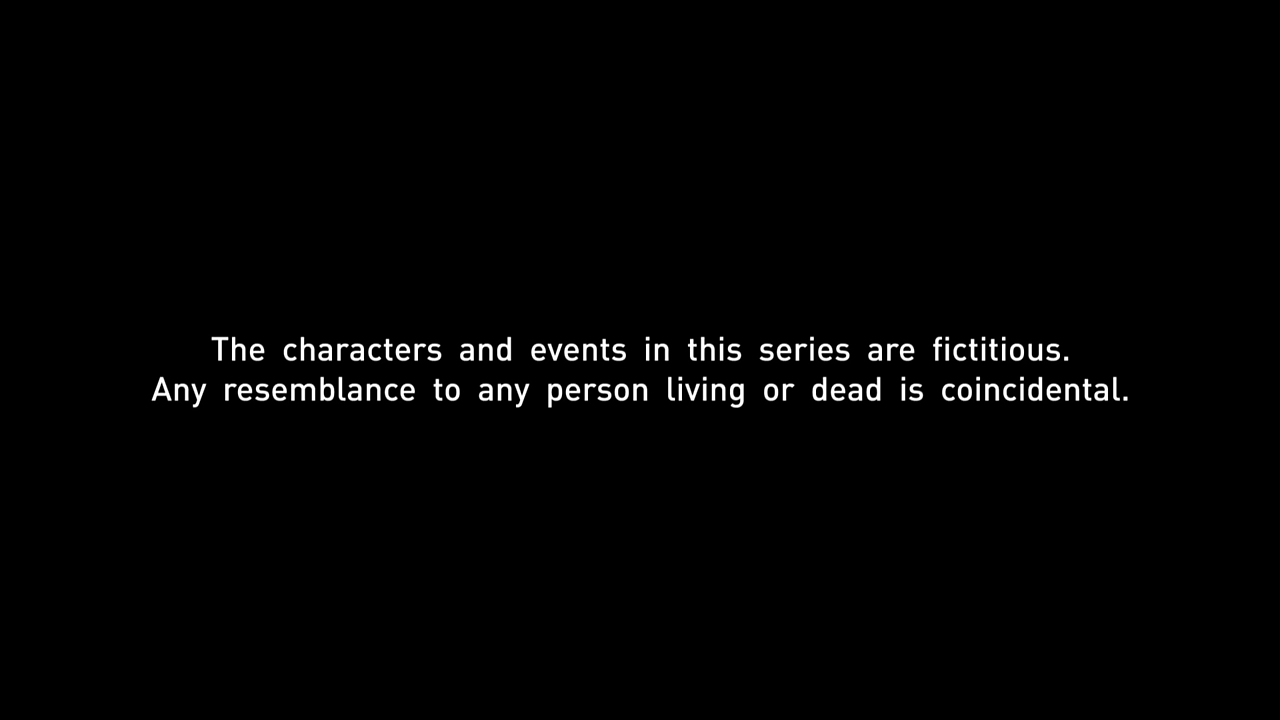 The characters and events in this series are fictitious.
Any resemblance to any person living or dead is coincidental.